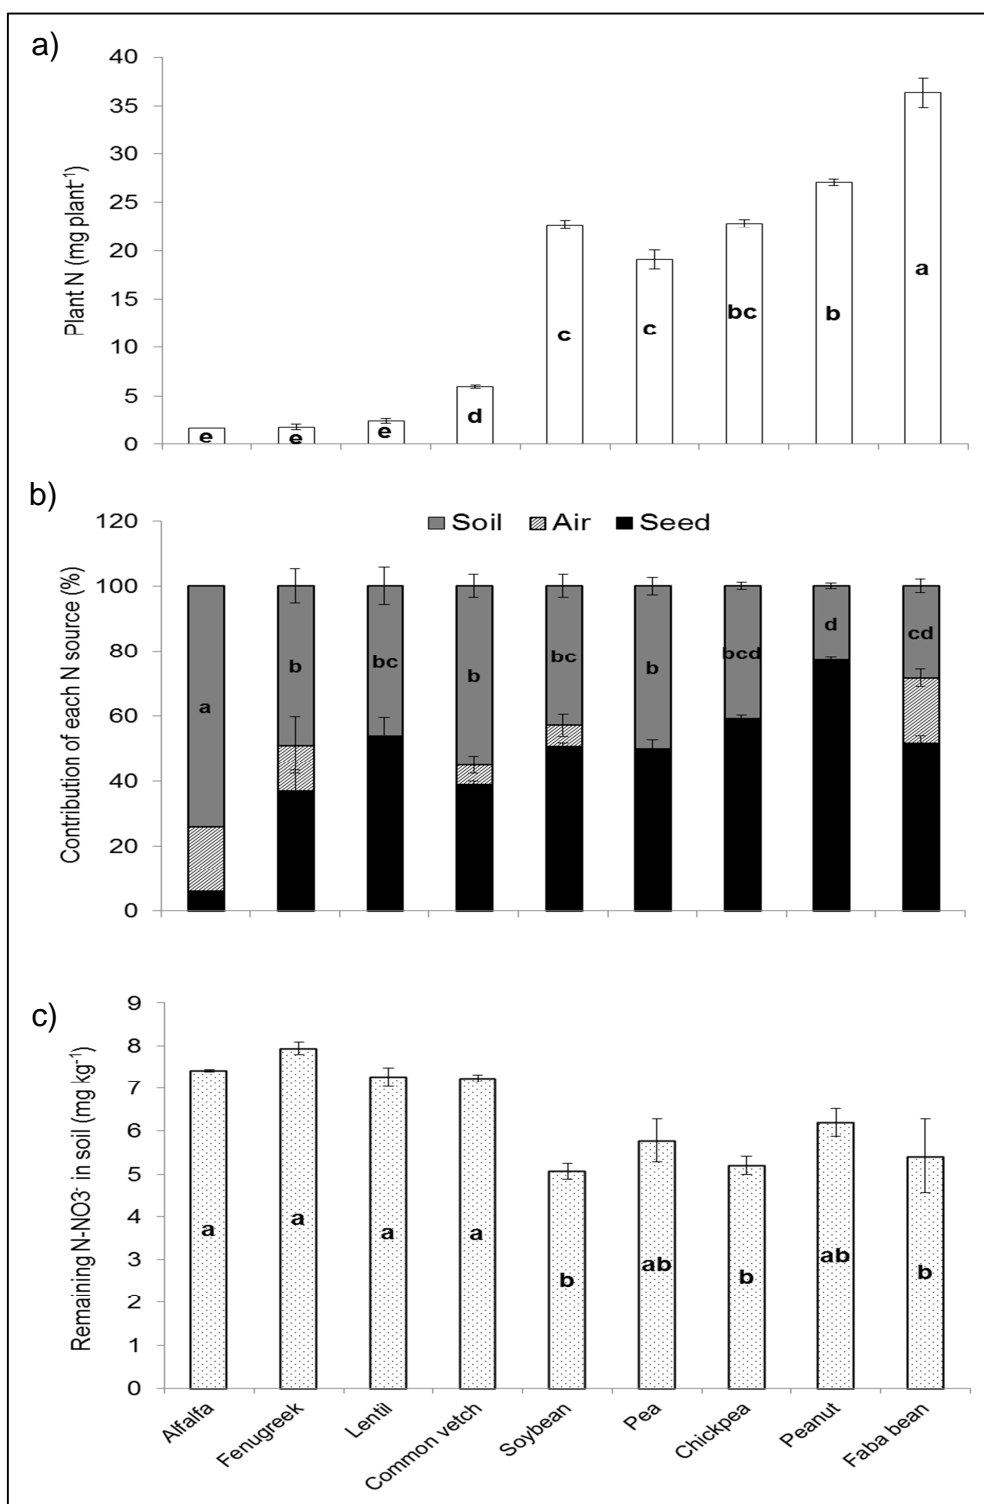 a)
Plant N (mg plant⁻¹)
40
35
30
25
20
15
10
5
0
e
e
e
d
c
c
bc
b
a
b)
Contribution of each N source (%)
Soil Air Seed
120
100
80
60
40
20
0
a
b
bc
b
bc
b
bcd
d
cd
c)
Remaining N-NO3⁻ in soil (mg kg⁻¹)
9
8
7
6
5
4
3
2
1
0
a
a
a
a
b
ab
b
ab
b
Alfalfa
Fenugreek
Lentil
Common vetch
Soybean
Pea
Chickpea
Peanut
Faba bean